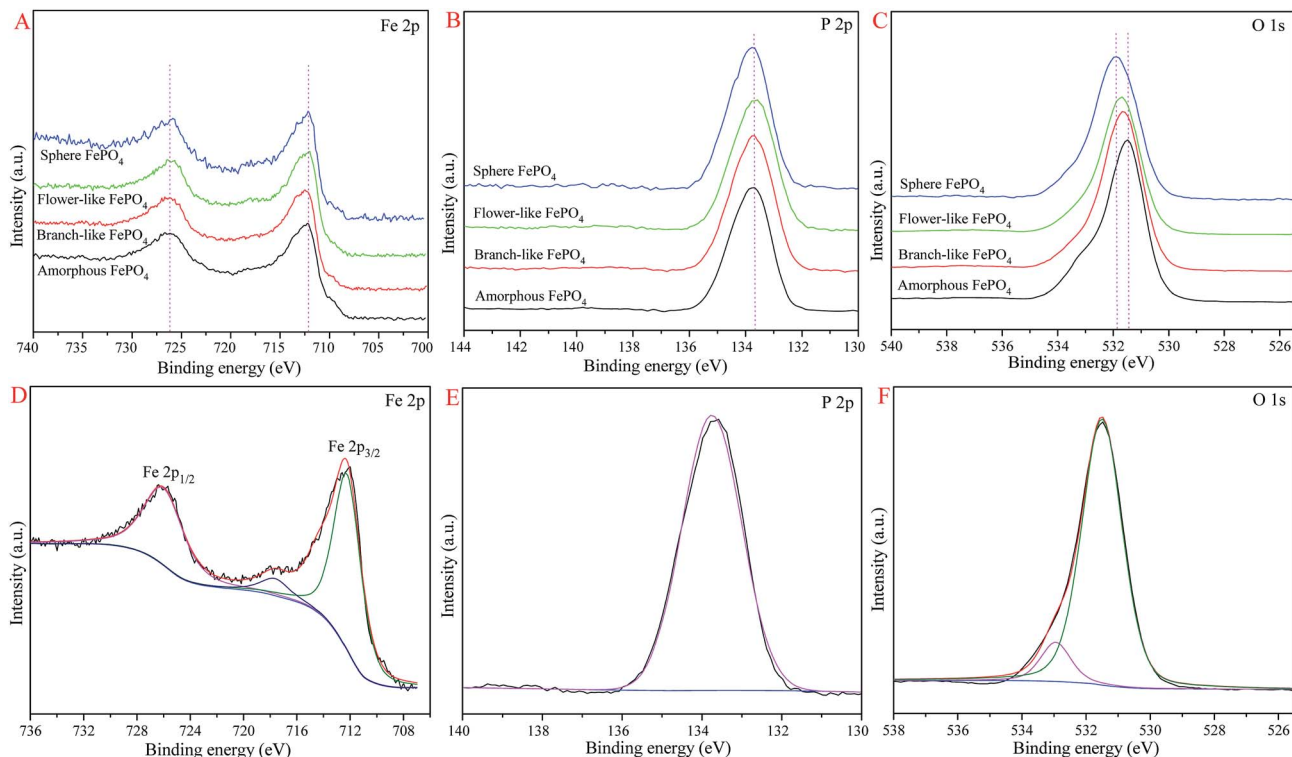 A
Fe 2p
Intensity (a.u.)
Sphere FePO4
Flower-like FePO4
Branch-like FePO4
Amorphous FePO4
740 735 730 725 720 715 710 705 700
Binding energy (eV)
B
P 2p
Intensity (a.u.)
Sphere FePO4
Flower-like FePO4
Branch-like FePO4
Amorphous FePO4
144 142 140 138 136 134 132 130
Binding energy (eV)
C
O 1s
Intensity (a.u.)
Sphere FePO4
Flower-like FePO4
Branch-like FePO4
Amorphous FePO4
540 538 536 534 532 530 528 526
Binding energy (eV)
D
Fe 2p
Fe 2p3/2
Fe 2p1/2
Intensity (a.u.)
736 732 728 724 720 716 712 708
Binding energy (eV)
E
P 2p
Intensity (a.u.)
140 138 136 134 132 130
Binding energy (eV)
F
O 1s
Intensity (a.u.)
538 536 534 532 530 528 526
Binding energy (eV)